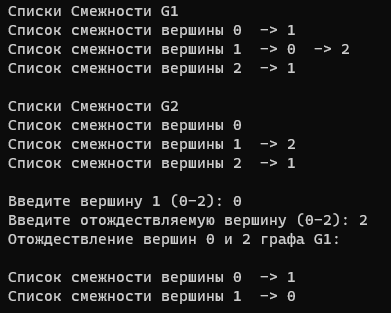 Списки Смежности G1
Список смежности вершины 0  -> 1
Список смежности вершины 1  -> 0  -> 2
Список смежности вершины 2  -> 1
Списки Смежности G2
Список смежности вершины 0
Список смежности вершины 1  -> 2
Список смежности вершины 2  -> 1
Введите вершину 1 (0-2): 0
Введите отождествляемую вершину (0-2): 2
Отождествление вершин 0 и 2 графа G1:
Список смежности вершины 0  -> 1
Список смежности вершины 1  -> 0